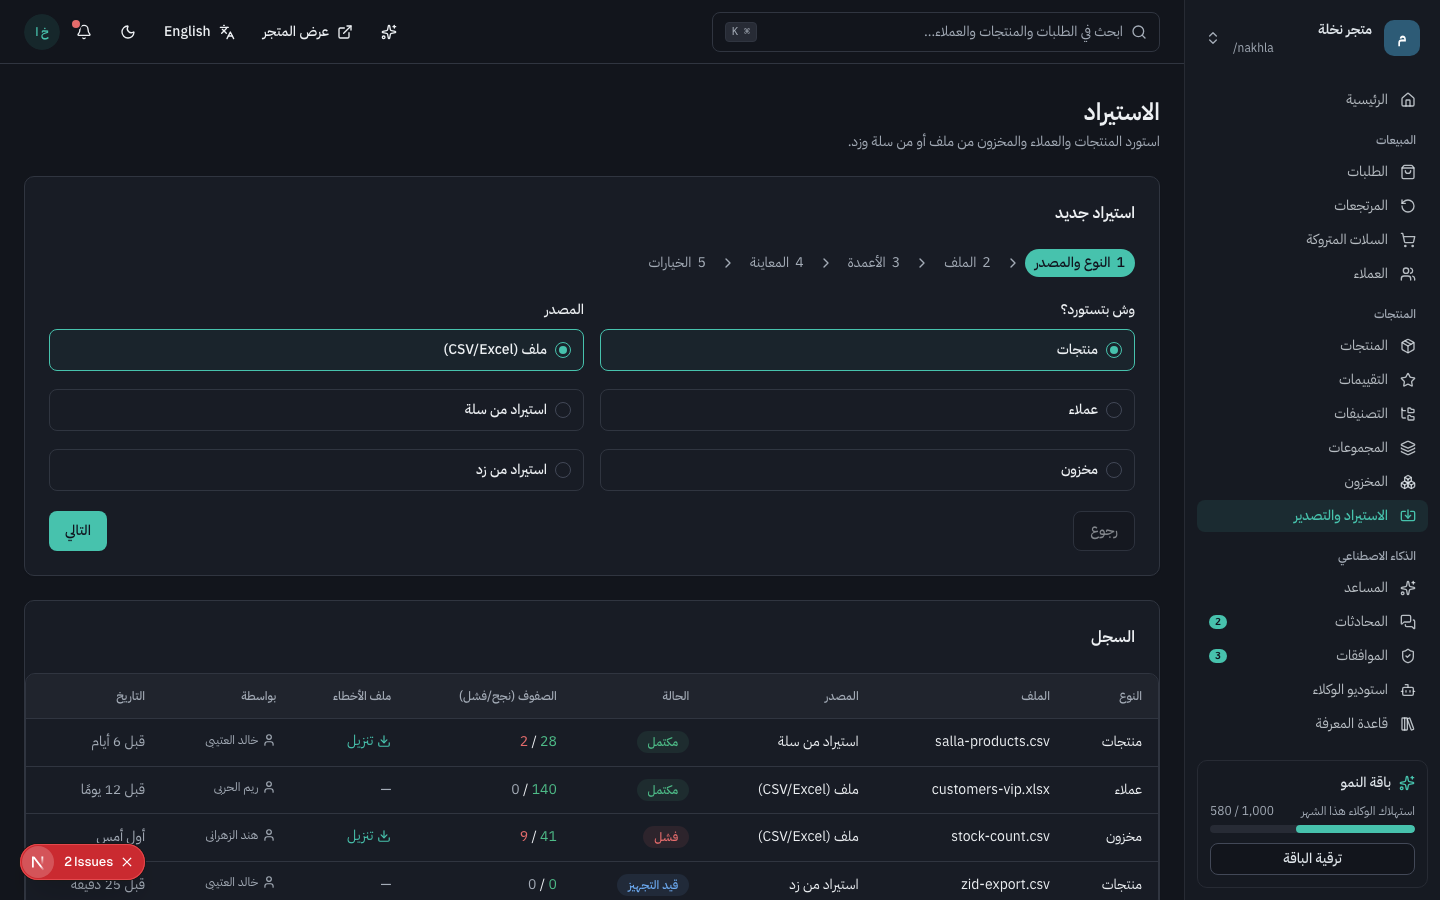 متجر نخلة
/nakhla
م
ابحث في الطلبات والمنتجات والعملاء...
⌘ K
عرض المتجر
English
خ ا
الرئيسية
المبيعات
الطلبات
المرتجعات
السلات المتروكة
العملاء
المنتجات
المنتجات
التقييمات
التصنيفات
المجموعات
المخزون
الاستيراد والتصدير
الذكاء الاصطناعي
المساعد
المحادثات 2
الموافقات 3
استوديو الوكلاء
قاعدة المعرفة
باقة النمو
استهلاك الوكلاء هذا الشهر 580 / 1,000
ترقية الباقة
الاستيراد
استورد المنتجات والعملاء والمخزون من ملف أو من سلة وزد.
استيراد جديد
1 النوع والمصدر 2 الملف 3 الأعمدة 4 المعاينة 5 الخيارات
وش بتستورد؟ المصدر
منتجات ملف (CSV/Excel)
عملاء استيراد من سلة
مخزون استيراد من زد
رجوع التالي
السجل
النوع الملف المصدر الحالة الصفوف (نجح/فشل) ملف الأخطاء بواسطة التاريخ
منتجات salla-products.csv استيراد من سلة مكتمل 28 / 2 تنزيل خالد العتيبي قبل 6 أيام
عملاء customers-vip.xlsx ملف (CSV/Excel) مكتمل 140 / 0 — ريم الحربي قبل 12 يومًا
مخزون stock-count.csv ملف (CSV/Excel) فشل 41 / 9 تنزيل هند الزهراني أول أمس
منتجات zid-export.csv استيراد من زد قيد التجهيز 0 / 0 — خالد العتيبي قبل 25 دقيقة
N 2 Issues